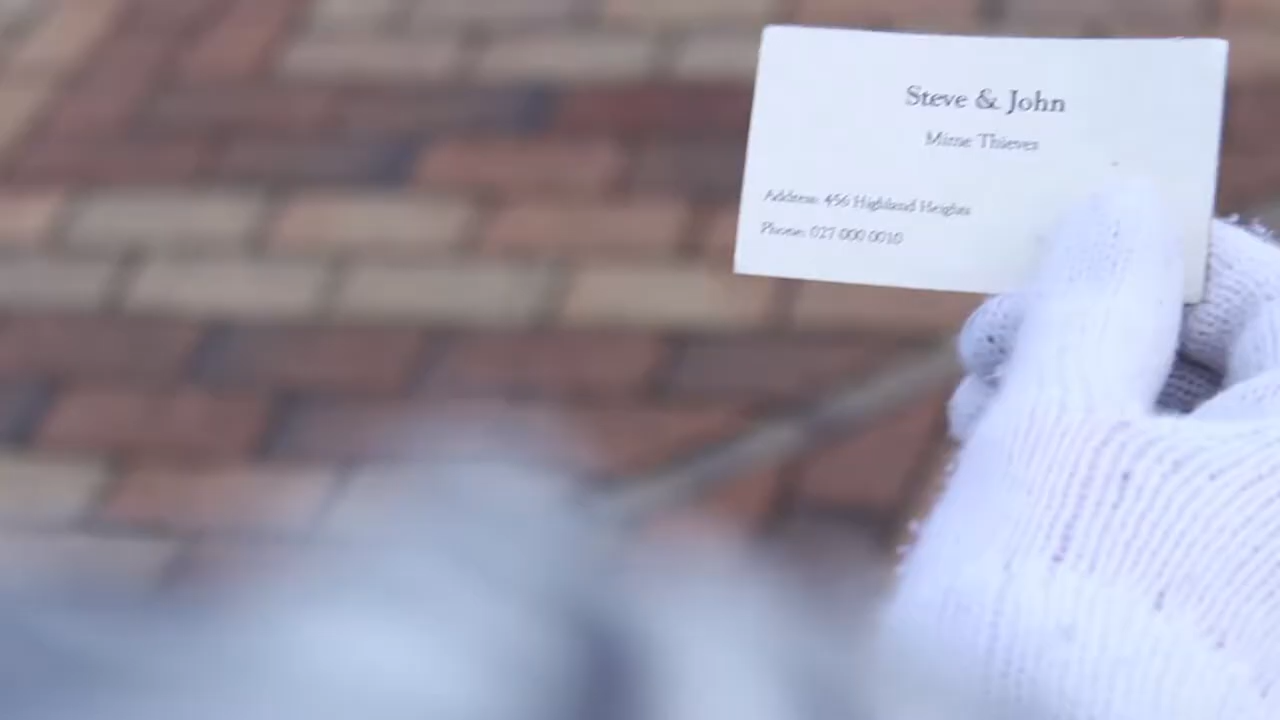 Steve & John
Mime Thieves
Address: 456 Highland Heights
Phone: 027 000 0010